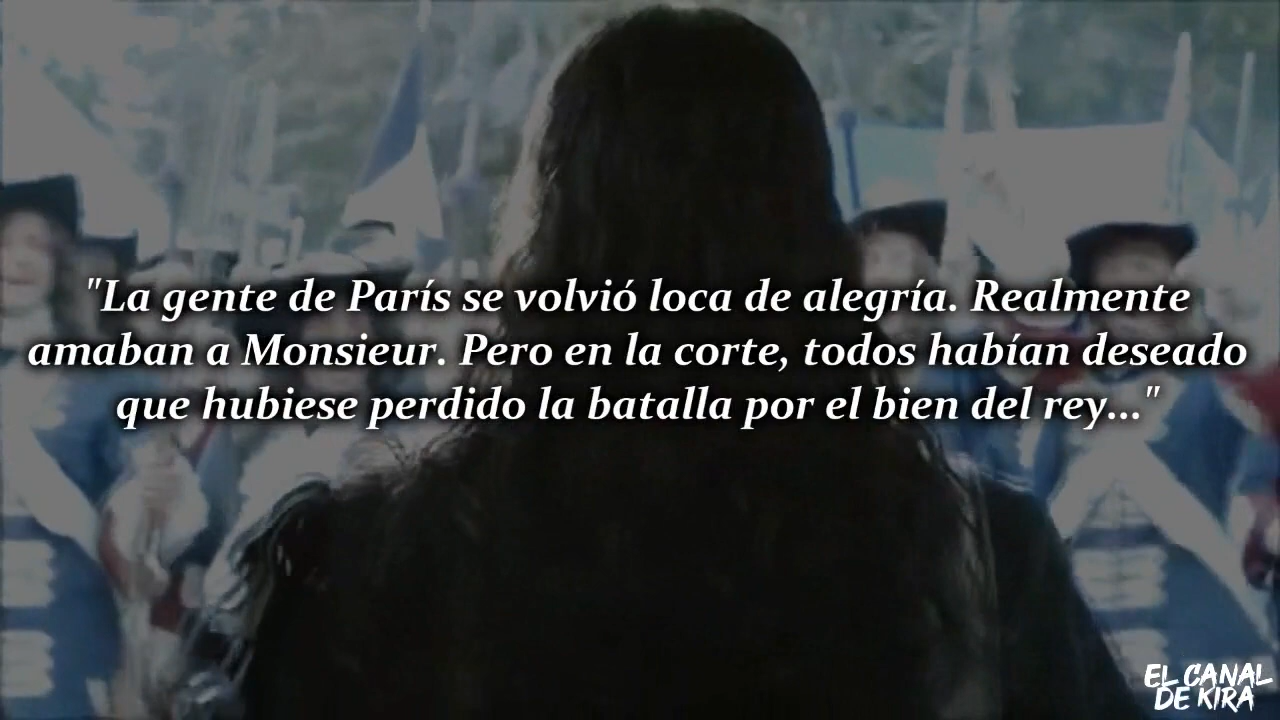 "La gente de París se volvió loca de alegría. Realmente
amaban a Monsieur. Pero en la corte, todos habían deseado
que hubiese perdido la batalla por el bien del rey..."
EL CANAL
DE KIRA